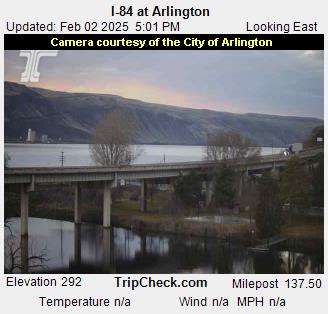 I-84 at Arlington
Updated: Feb 02 2025 5:01 PM Looking East
Camera courtesy of the City of Arlington
Elevation 292 TripCheck.com Milepost 137.50
Temperature n/a Wind n/a MPH n/a